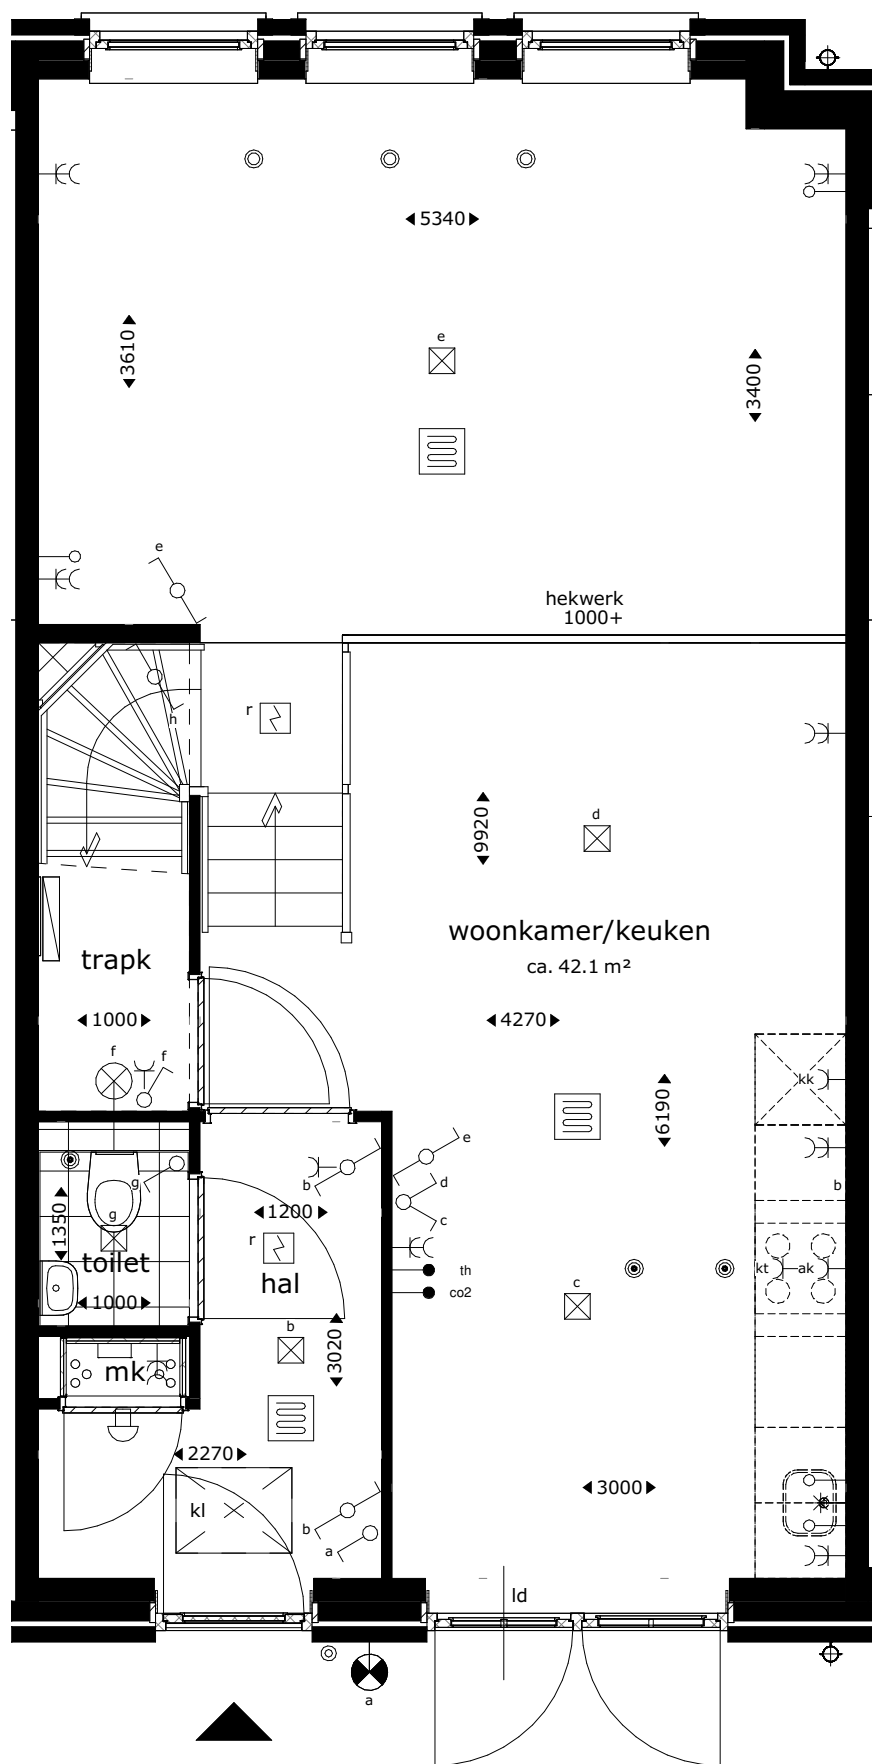 5340
3610
e
3400
e
hekwerk
1000+
h
r
9920
d
woonkamer/keuken
ca. 42.1 m²
trapk
1000
4270
f
f
kk
6190
e
b
g
d
b
c
g
1200
1350
r
toilet
hal
th
kt
ak
co2
1000
c
b
3020
mk
2270
3000
kl
b
a
ld
a